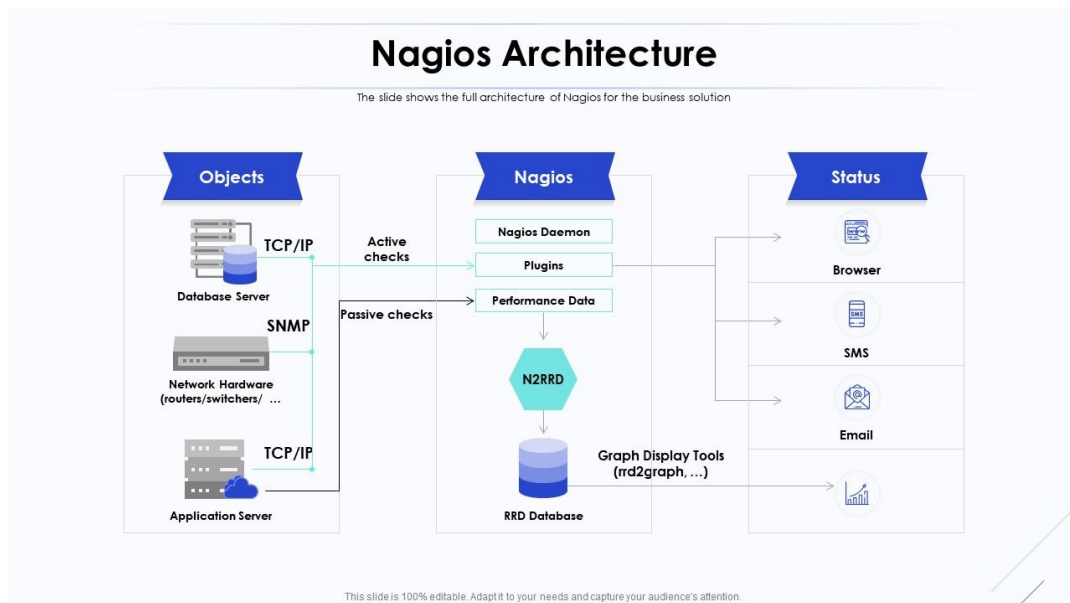 Nagios Architecture
The slide shows the full architecture of Nagios for the business solution
Objects
TCP/IP
Database Server
SNMP
Network Hardware
(routers/switchers/ ...
TCP/IP
Application Server
Active
checks
Passive checks
Nagios
Nagios Daemon
Plugins
Performance Data
N2RRD
RRD Database
Graph Display Tools
(rrd2graph, ...)
Status
WWW
Browser
SMS
SMS
@
Email
This slide is 100% editable. Adapt it to your needs and capture your audience's attention.